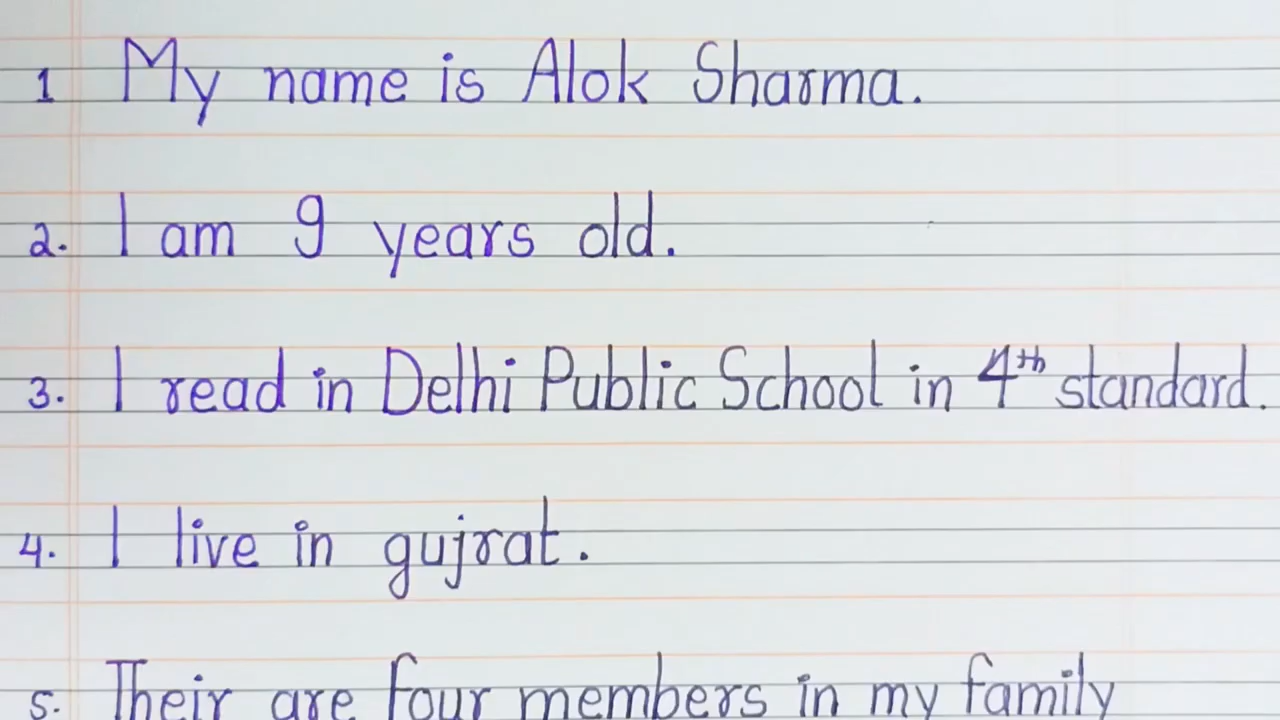 1 My name is Alok Sharma.
2. I am 9 years old.
3. I read in Delhi Public School in 4th standard.
4. I live in gujrat.
5. Their are four members in my family